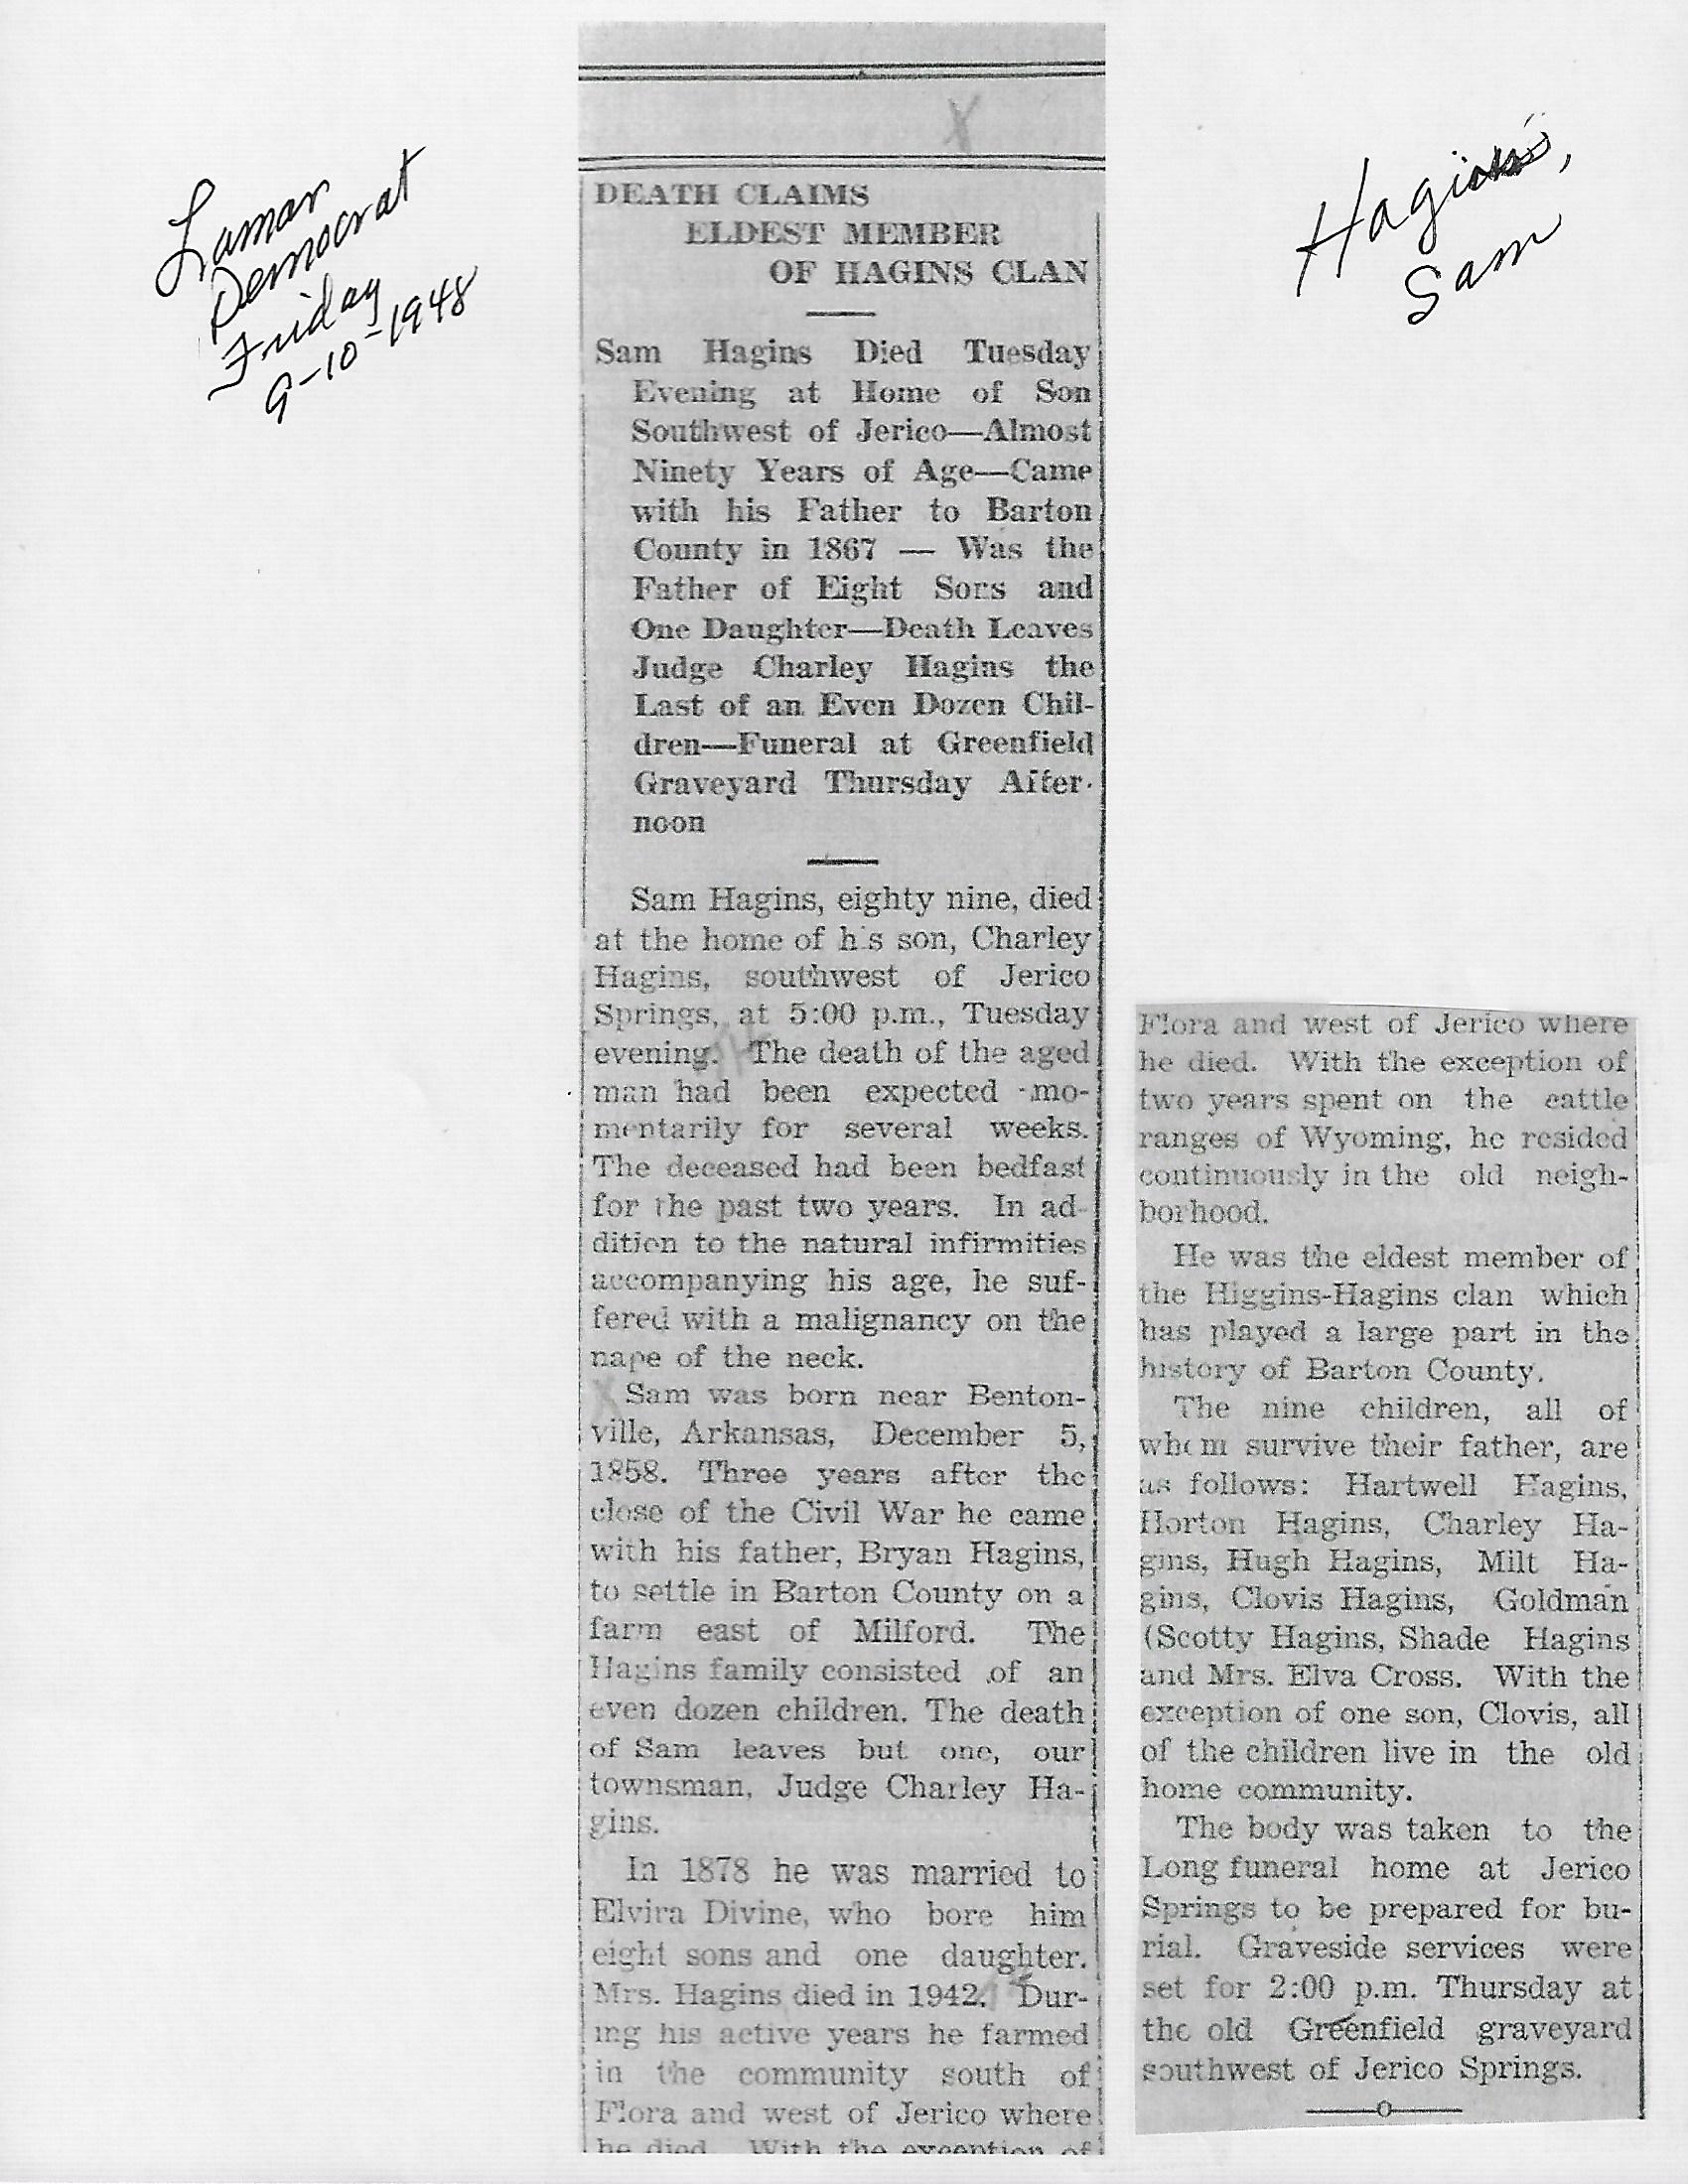 Lamar
Democrat
Friday
9-10-1948
Hagins,
Sam
X
DEATH CLAIMS
ELDEST MEMBER
OF HAGINS CLAN
Sam Hagins Died Tuesday
Evening at Home of Son
Southwest of Jerico—Almost
Ninety Years of Age—Came
with his Father to Barton
County in 1867 — Was the
Father of Eight Sons and
One Daughter—Death Leaves
Judge Charley Hagins the
Last of an Even Dozen Chil-
dren—Funeral at Greenfield
Graveyard Thursday After-
noon
Sam Hagins, eighty nine, died
at the home of his son, Charley
Hagins, southwest of Jerico
Springs, at 5:00 p.m., Tuesday
evening. The death of the aged
man had been expected mo-
mentarily for several weeks.
The deceased had been bedfast
for the past two years. In ad-
dition to the natural infirmities
accompanying his age, he suf-
fered with a malignancy on the
nape of the neck.
X Sam was born near Benton-
ville, Arkansas, December 5,
1858. Three years after the
close of the Civil War he came
with his father, Bryan Hagins,
to settle in Barton County on a
farm east of Milford. The
Hagins family consisted of an
even dozen children. The death
of Sam leaves but one, our
townsman, Judge Charley Ha-
gins.
In 1878 he was married to
Elvira Divine, who bore him
eight sons and one daughter.
Mrs. Hagins died in 1942. Dur-
ing his active years he farmed
in the community south of
Flora and west of Jerico where
he died. With the exception of
Flora and west of Jerico where
he died. With the exception of
two years spent on the cattle
ranges of Wyoming, he resided
continuously in the old neigh-
borhood.
He was the eldest member of
the Higgins-Hagins clan which
has played a large part in the
history of Barton County.
The nine children, all of
whom survive their father, are
as follows: Hartwell Hagins,
Horton Hagins, Charley Ha-
gins, Hugh Hagins, Milt Ha-
gins, Clovis Hagins, Goldman
(Scotty Hagins, Shade Hagins
and Mrs. Elva Cross. With the
exception of one son, Clovis, all
of the children live in the old
home community.
The body was taken to the
Long funeral home at Jerico
Springs to be prepared for bu-
rial. Graveside services were
set for 2:00 p.m. Thursday at
the old Greenfield graveyard
southwest of Jerico Springs.